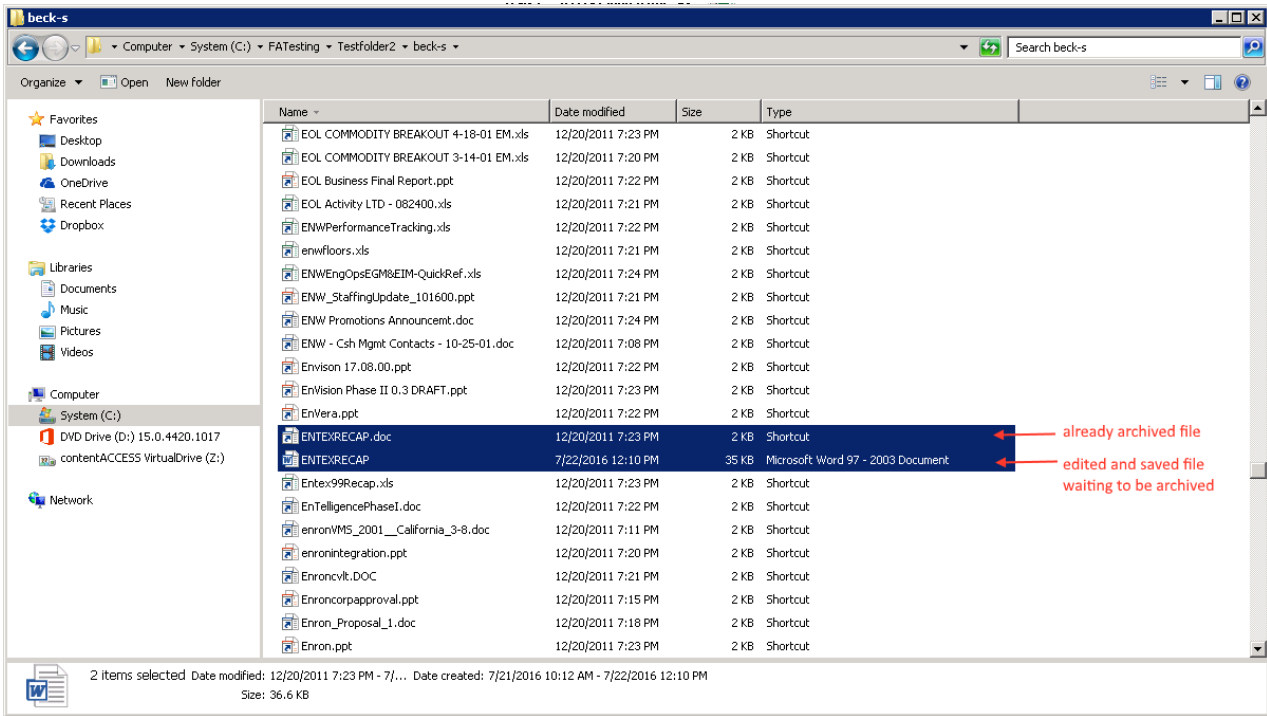 beck-s
Computer System (C:) FATesting Testfolder2 beck-s Search beck-s
Organize Open New folder
Favorites
Desktop
Downloads
OneDrive
Recent Places
Dropbox
Libraries
Documents
Music
Pictures
Videos
Computer
System (C:)
DVD Drive (D:) 15.0.4420.1017
contentACCESS VirtualDrive (Z:)
Network
Name Date modified Size Type
EOL COMMODITY BREAKOUT 4-18-01 EM.xls 12/20/2011 7:23 PM 2 KB Shortcut
EOL COMMODITY BREAKOUT 3-14-01 EM.xls 12/20/2011 7:20 PM 2 KB Shortcut
EOL Business Final Report.ppt 12/20/2011 7:22 PM 2 KB Shortcut
EOL Activity LTD - 082400.xls 12/20/2011 7:21 PM 2 KB Shortcut
ENWPerformanceTracking.xls 12/20/2011 7:22 PM 2 KB Shortcut
enwfloors.xls 12/20/2011 7:21 PM 2 KB Shortcut
ENWEngOpsEGM&EIM-QuickRef.xls 12/20/2011 7:24 PM 2 KB Shortcut
ENW_StaffingUpdate_101600.ppt 12/20/2011 7:21 PM 2 KB Shortcut
ENW Promotions Announcemt.doc 12/20/2011 7:24 PM 2 KB Shortcut
ENW - Csh Mgmt Contacts - 10-25-01.doc 12/20/2011 7:08 PM 2 KB Shortcut
Envison 17.08.00.ppt 12/20/2011 7:22 PM 2 KB Shortcut
EnVision Phase II 0.3 DRAFT.ppt 12/20/2011 7:23 PM 2 KB Shortcut
EnVera.ppt 12/20/2011 7:22 PM 2 KB Shortcut
ENTEXRECAP.doc 12/20/2011 7:23 PM 2 KB Shortcut
already archived file
ENTEXRECAP 7/22/2016 12:10 PM 35 KB Microsoft Word 97 - 2003 Document
edited and saved file
waiting to be archived
Entex99Recap.xls 12/20/2011 7:23 PM 2 KB Shortcut
EnTelligencePhaseI.doc 12/20/2011 7:22 PM 2 KB Shortcut
enronVMS_2001__California_3-8.doc 12/20/2011 7:11 PM 2 KB Shortcut
enronintegration.ppt 12/20/2011 7:20 PM 2 KB Shortcut
Enroncvlt.DOC 12/20/2011 7:21 PM 2 KB Shortcut
Enroncorpapproval.ppt 12/20/2011 7:15 PM 2 KB Shortcut
Enron_Proposal_1.doc 12/20/2011 7:18 PM 2 KB Shortcut
Enron.ppt 12/20/2011 7:23 PM 2 KB Shortcut
2 items selected Date modified: 12/20/2011 7:23 PM - 7/... Date created: 7/21/2016 10:12 AM - 7/22/2016 12:10 PM
Size: 36.6 KB